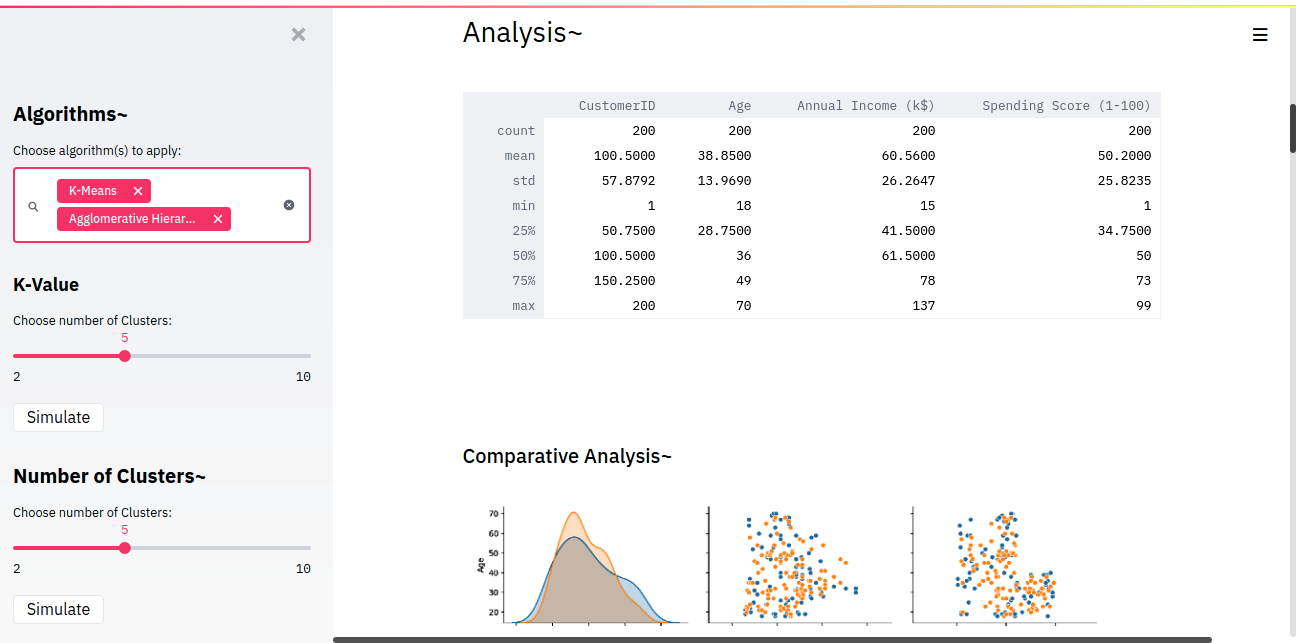 Analysis~
Algorithms~
Choose algorithm(s) to apply:
K-Means
Agglomerative Hierar...
K-Value
Choose number of Clusters:
5
2 10
Simulate
Number of Clusters~
Choose number of Clusters:
5
2 10
Simulate
CustomerID Age Annual Income (k$) Spending Score (1-100)
count 200 200 200 200
mean 100.5000 38.8500 60.5600 50.2000
std 57.8792 13.9690 26.2647 25.8235
min 1 18 15 1
25% 50.7500 28.7500 41.5000 34.7500
50% 100.5000 36 61.5000 50
75% 150.2500 49 78 73
max 200 70 137 99
Comparative Analysis~
70
60
50
40
30
20
Age